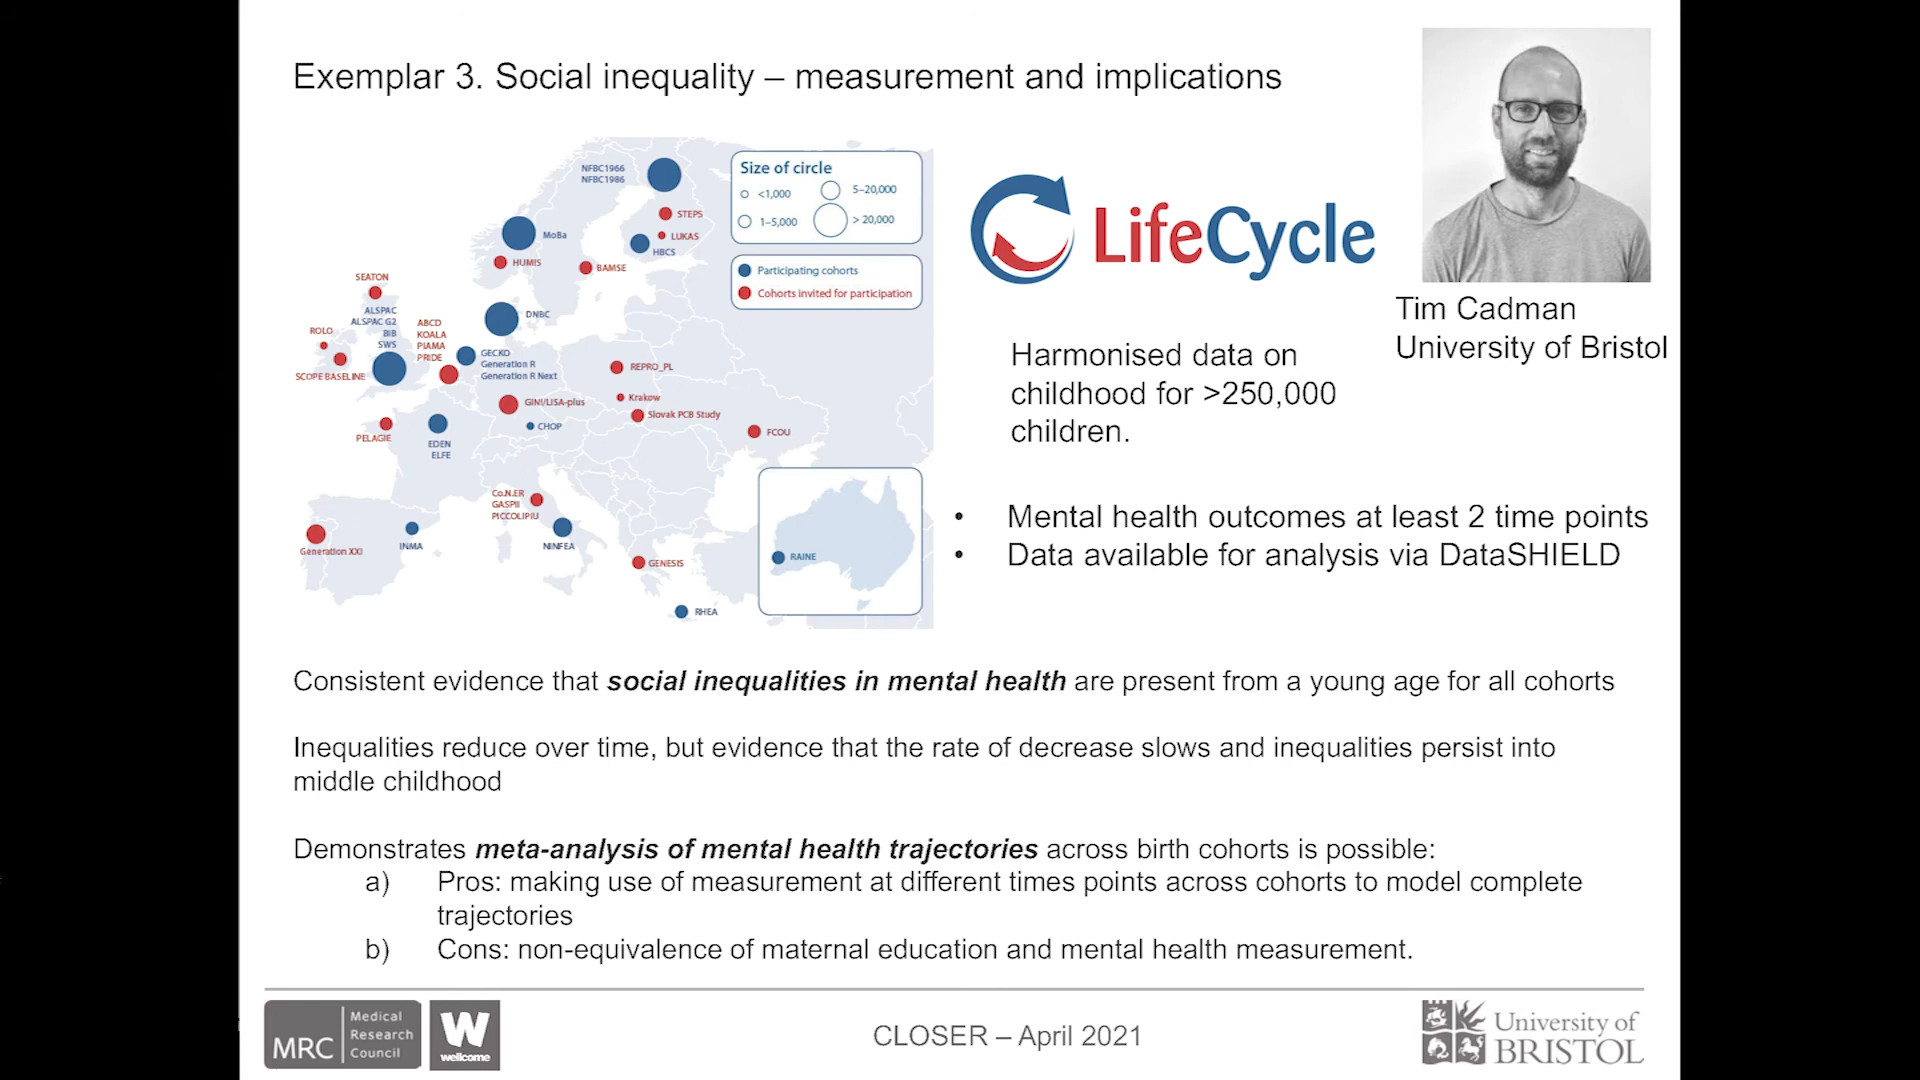 Exemplar 3. Social inequality – measurement and implications
NFBC1966
NFBC1986
STEPS
LUKAS
HBCS
MoBa
HUMIS
BAMSE
Size of circle
<1,000
5–20,000
1–5,000
> 20,000
Participating cohorts
Cohorts invited for participation
SEATON
ALSPAC
ALSPAC G2
BIB
SWS
ROLO
SCOPE BASELINE
ABCD
KOALA
PIAMA
PRIDE
DNBC
GECKO
Generation R
Generation R Next
REPRO_PL
Krakow
Slovak PCB Study
GINI/LISA-plus
CHOP
FCOU
PELAGIE
EDEN
ELFE
Co.N.ER
GASPII
PICCOLIPIU
Generation XXI
INMA
NINFEA
GENESIS
RHEA
RAINE
LifeCycle
Tim Cadman
University of Bristol
Harmonised data on
childhood for >250,000
children.
• Mental health outcomes at least 2 time points
• Data available for analysis via DataSHIELD
Consistent evidence that social inequalities in mental health are present from a young age for all cohorts
Inequalities reduce over time, but evidence that the rate of decrease slows and inequalities persist into
middle childhood
Demonstrates meta-analysis of mental health trajectories across birth cohorts is possible:
a) Pros: making use of measurement at different times points across cohorts to model complete
trajectories
b) Cons: non-equivalence of maternal education and mental health measurement.
MRC
Medical
Research
Council
W
wellcome
CLOSER – April 2021
University of
BRISTOL